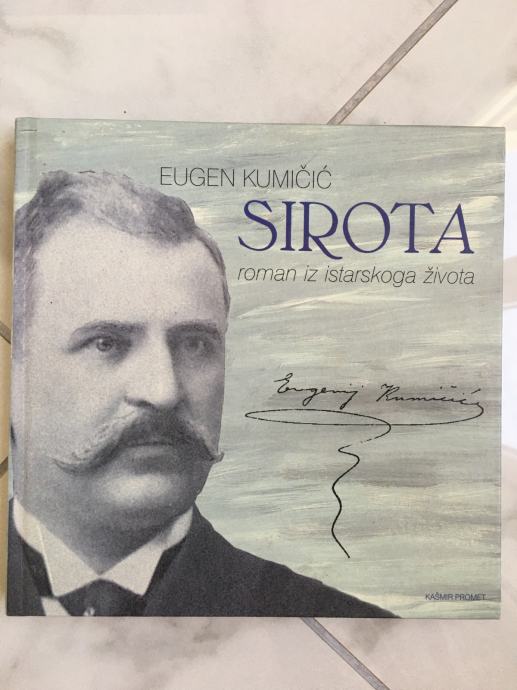 EUGEN KUMIČIĆ
SIROTA
roman iz istarskoga života
Eugenij Kumičić
KAŠMIR PROMET